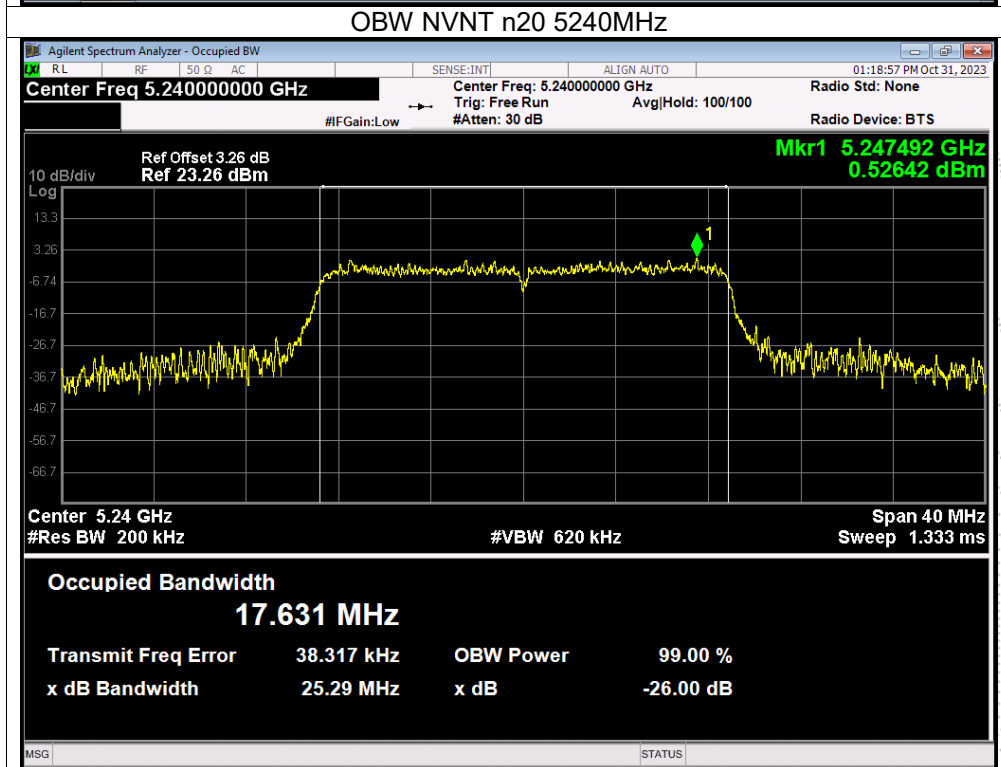 OBW NVNT n20 5240MHz
Agilent Spectrum Analyzer - Occupied BW
LXI RL RF 50 Ω AC SENSE:INT ALIGN AUTO 01:18:57 PM Oct 31, 2023
Center Freq 5.240000000 GHz Center Freq: 5.240000000 GHz Radio Std: None
Trig: Free Run Avg|Hold: 100/100
#IFGain:Low #Atten: 30 dB Radio Device: BTS
Mkr1 5.247492 GHz
0.52642 dBm
Ref Offset 3.26 dB
10 dB/div Ref 23.26 dBm
Log
13.3
1
3.26
-6.74
-16.7
-26.7
-36.7
-46.7
-56.7
-66.7
Center 5.24 GHz Span 40 MHz
#Res BW 200 kHz #VBW 620 kHz Sweep 1.333 ms
Occupied Bandwidth
17.631 MHz
Transmit Freq Error 38.317 kHz OBW Power 99.00 %
x dB Bandwidth 25.29 MHz x dB -26.00 dB
MSG STATUS